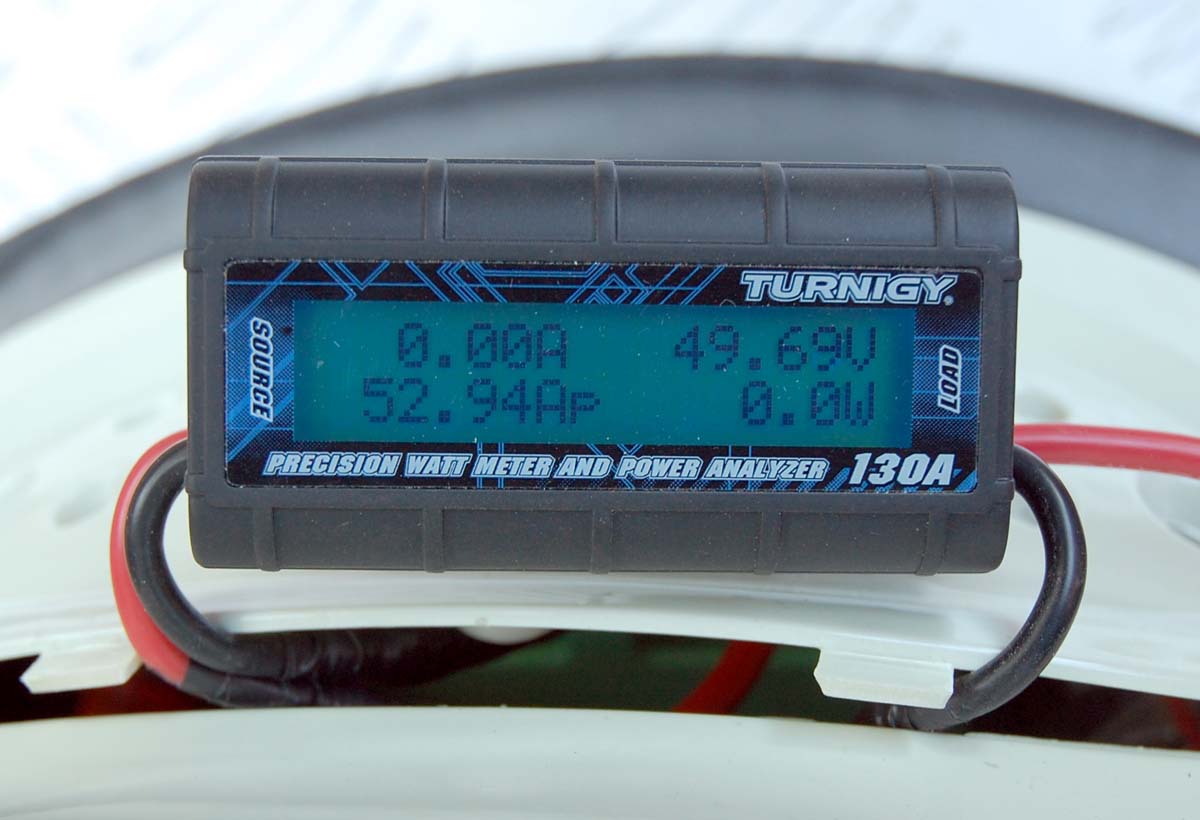 TURNIGY®
SOURCE
0.00A 49.69V
52.94Ap 0.0W
LOAD
PRECISION WATT METER AND POWER ANALYZER 130A